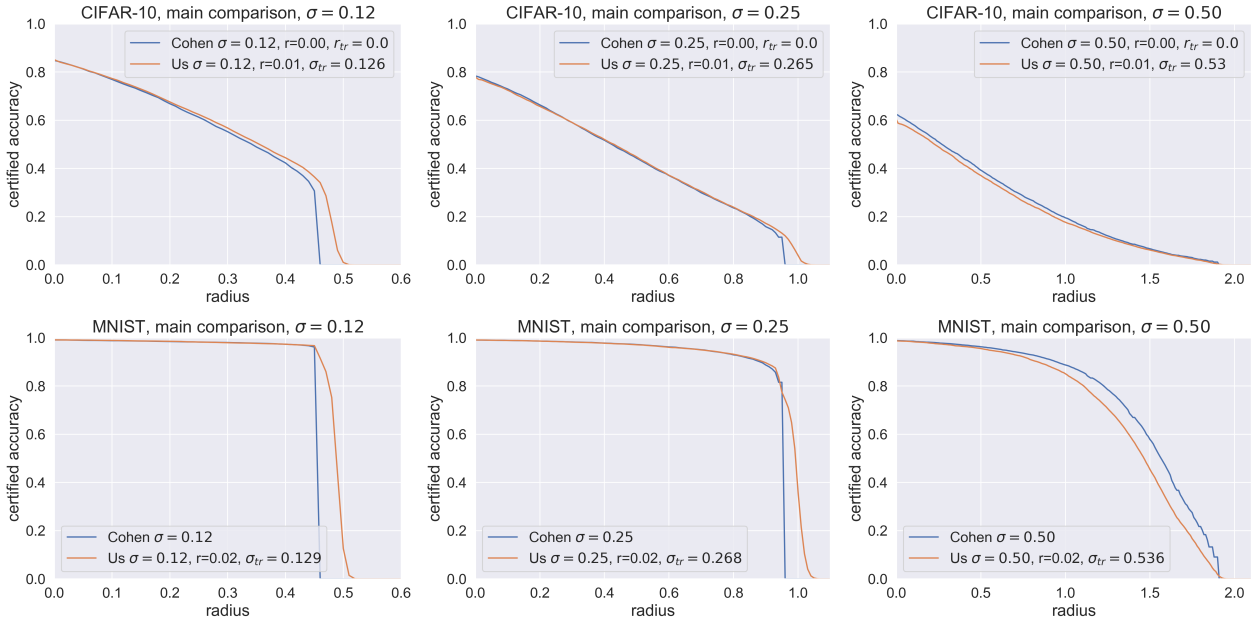 CIFAR-10, main comparison, σ = 0.12
certified accuracy
1.0
0.8
0.6
0.4
0.2
0.0
Cohen σ = 0.12, r=0.00, r_tr = 0.0
Us σ = 0.12, r=0.01, σ_tr = 0.126
0.0 0.1 0.2 0.3 0.4 0.5 0.6
radius
CIFAR-10, main comparison, σ = 0.25
certified accuracy
1.0
0.8
0.6
0.4
0.2
0.0
Cohen σ = 0.25, r=0.00, r_tr = 0.0
Us σ = 0.25, r=0.01, σ_tr = 0.265
0.0 0.2 0.4 0.6 0.8 1.0
radius
CIFAR-10, main comparison, σ = 0.50
certified accuracy
1.0
0.8
0.6
0.4
0.2
0.0
Cohen σ = 0.50, r=0.00, r_tr = 0.0
Us σ = 0.50, r=0.01, σ_tr = 0.53
0.0 0.5 1.0 1.5 2.0
radius
MNIST, main comparison, σ = 0.12
certified accuracy
1.0
0.8
0.6
0.4
0.2
0.0
Cohen σ = 0.12
Us σ = 0.12, r=0.02, σ_tr = 0.129
0.0 0.1 0.2 0.3 0.4 0.5 0.6
radius
MNIST, main comparison, σ = 0.25
certified accuracy
1.0
0.8
0.6
0.4
0.2
0.0
Cohen σ = 0.25
Us σ = 0.25, r=0.02, σ_tr = 0.268
0.0 0.2 0.4 0.6 0.8 1.0
radius
MNIST, main comparison, σ = 0.50
certified accuracy
1.0
0.8
0.6
0.4
0.2
0.0
Cohen σ = 0.50
Us σ = 0.50, r=0.02, σ_tr = 0.536
0.0 0.5 1.0 1.5 2.0
radius